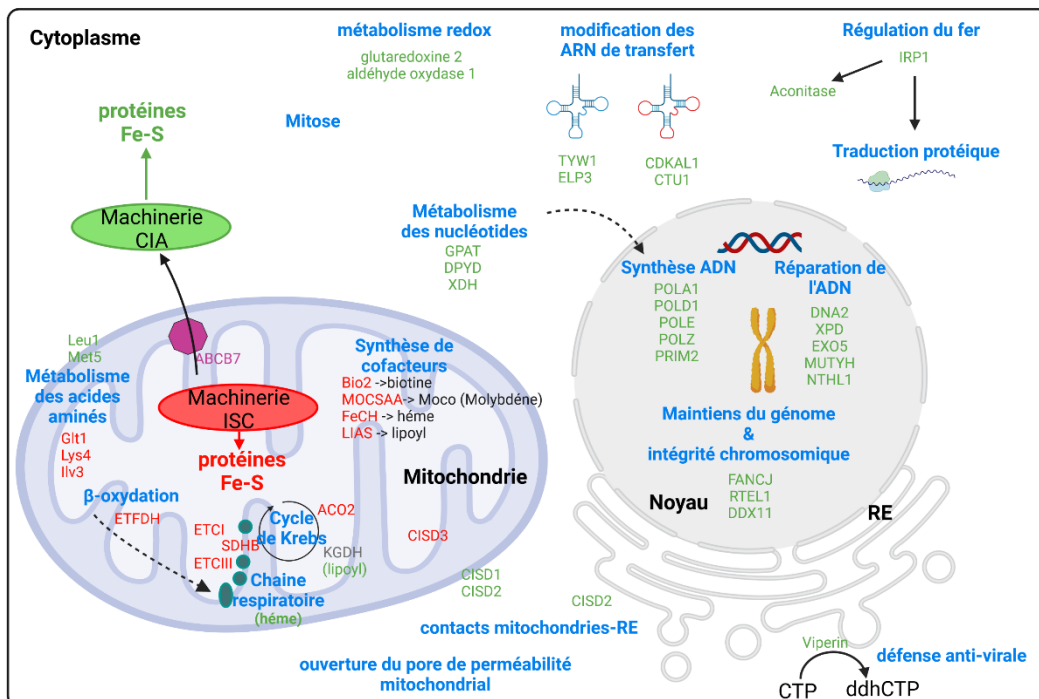 Cytoplasme
métabolisme redox
glutaredoxine 2
aldéhyde oxydase 1
modification des
ARN de transfert
Régulation du fer
IRP1
Aconitase
Traduction protéique
protéines
Fe-S
Mitose
TYW1
ELP3
CDKAL1
CTU1
Machinerie
CIA
Métabolisme
des nucléotides
GPAT
DPYD
XDH
Synthèse ADN
POLA1
POLD1
POLE
POLZ
PRIM2
Réparation de
l'ADN
DNA2
XPD
EXO5
MUTYH
NTHL1
Maintiens du génome
&
intégrité chromosomique
FANCJ
RTEL1
DDX11
Noyau
RE
ABCB7
Leu1
Met5
Métabolisme
des acides
aminés
Glt1
Lys4
Ilv3
Machinerie
ISC
protéines
Fe-S
Synthèse de
cofacteurs
Bio2 ->biotine
MOCSAA-> Moco (Molybdéne)
FeCH -> héme
LIAS -> lipoyl
Mitochondrie
β-oxydation
ETFDH
ETCI
SDHB
ETCIII
Cycle
de Krebs
ACO2
KGDH
(lipoyl)
CISD3
Chaine
respiratoire
(héme)
CISD1
CISD2
CISD2
contacts mitochondries-RE
ouverture du pore de perméabilité
mitochondrial
Viperin
CTP
ddhCTP
défense anti-virale